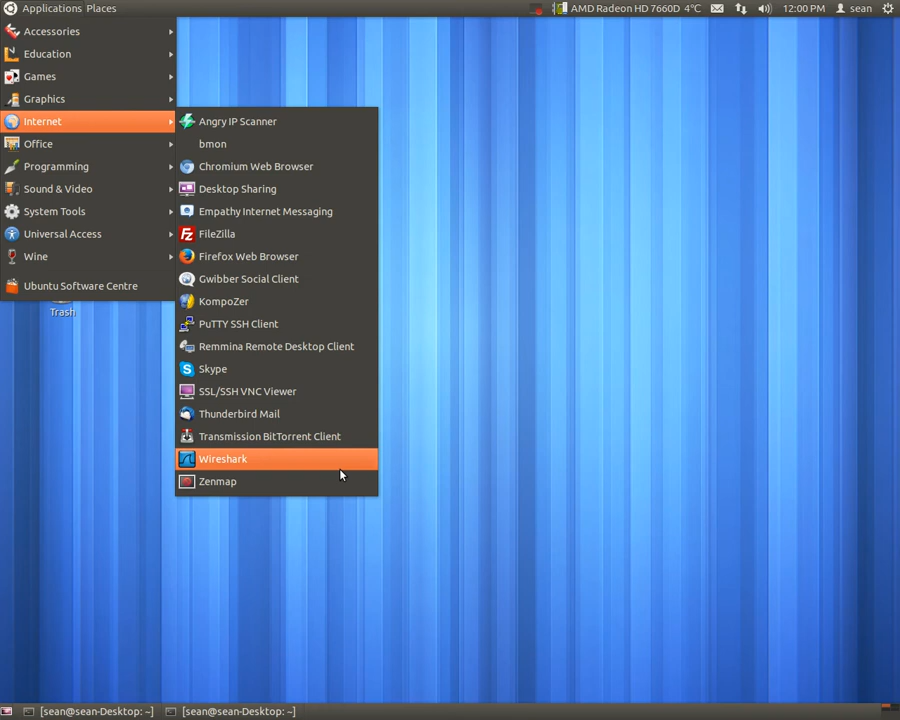 Applications Places
AMD Radeon HD 7660D 4°C 12:00 PM sean
Accessories
Education
Games
Graphics
Internet
Office
Programming
Sound & Video
System Tools
Universal Access
Wine
Ubuntu Software Centre
Trash
Angry IP Scanner
bmon
Chromium Web Browser
Desktop Sharing
Empathy Internet Messaging
FileZilla
Firefox Web Browser
Gwibber Social Client
KompoZer
PuTTY SSH Client
Remmina Remote Desktop Client
Skype
SSL/SSH VNC Viewer
Thunderbird Mail
Transmission BitTorrent Client
Wireshark
Zenmap
[sean@sean-Desktop: ~] [sean@sean-Desktop: ~]